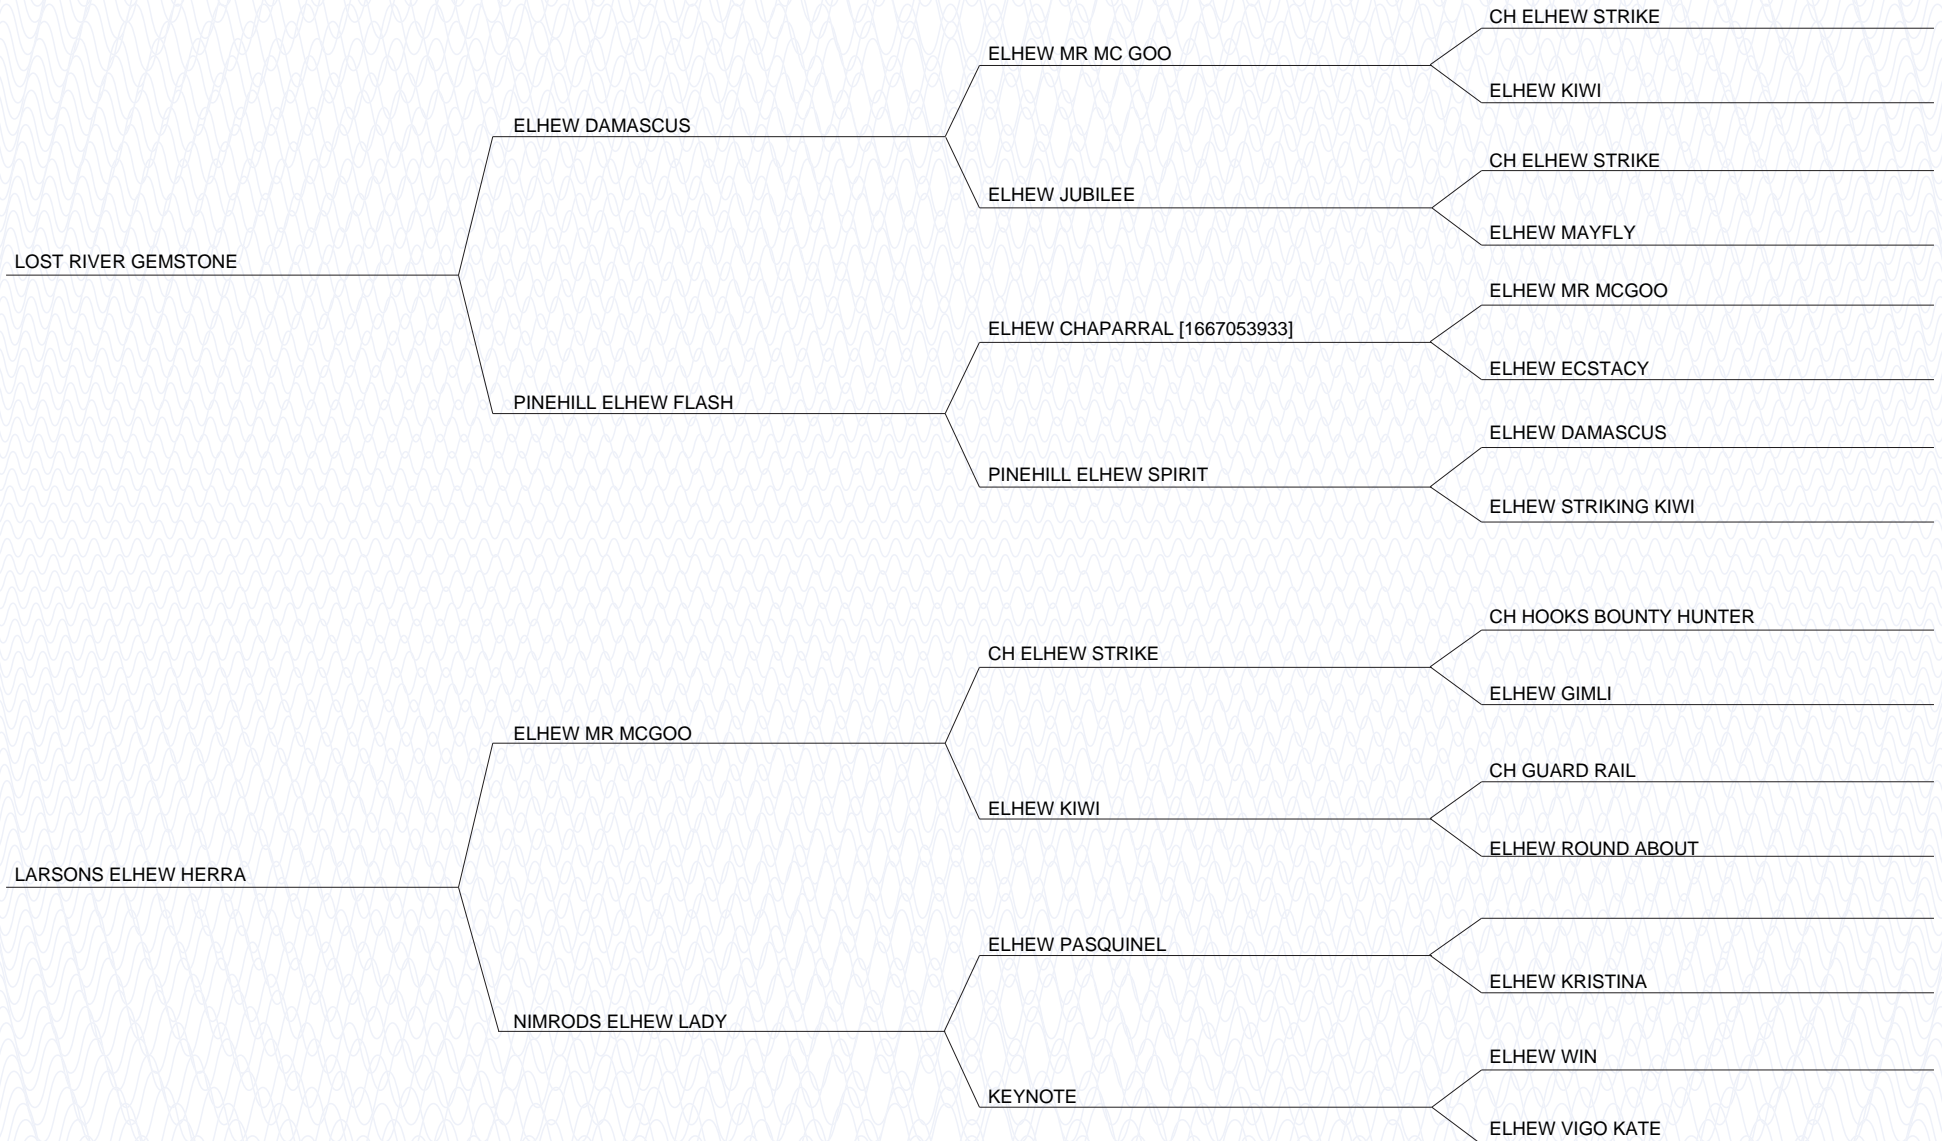 CH ELHEW STRIKE
ELHEW MR MC GOO
ELHEW KIWI
ELHEW DAMASCUS
CH ELHEW STRIKE
ELHEW JUBILEE
ELHEW MAYFLY
LOST RIVER GEMSTONE
ELHEW MR MCGOO
ELHEW CHAPARRAL [1667053933]
ELHEW ECSTACY
PINEHILL ELHEW FLASH
ELHEW DAMASCUS
PINEHILL ELHEW SPIRIT
ELHEW STRIKING KIWI
CH HOOKS BOUNTY HUNTER
CH ELHEW STRIKE
ELHEW GIMLI
ELHEW MR MCGOO
CH GUARD RAIL
ELHEW KIWI
ELHEW ROUND ABOUT
LARSONS ELHEW HERRA
ELHEW PASQUINEL
ELHEW KRISTINA
NIMRODS ELHEW LADY
ELHEW WIN
KEYNOTE
ELHEW VIGO KATE